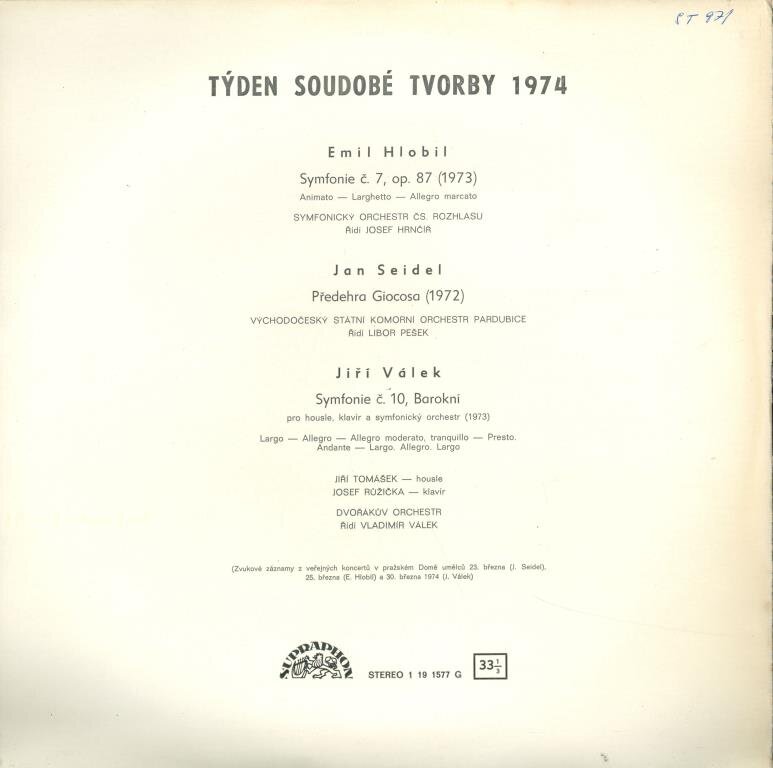 ST 971
TÝDEN SOUDOBÉ TVORBY 1974
Emil Hlobil
Symfonie č. 7, op. 87 (1973)
Animato — Larghetto — Allegro marcato
SYMFONICKÝ ORCHESTR ČS. ROZHLASU
Řídí JOSEF HRNČÍŘ
Jan Seidel
Předehra Giocosa (1972)
VÝCHODOČESKÝ STÁTNÍ KOMORNÍ ORCHESTR PARDUBICE
Řídí LIBOR PEŠEK
Jiří Válek
Symfonie č. 10, Barokní
pro housle, klavír a symfonický orchestr (1973)
Largo — Allegro — Allegro moderato, tranquillo — Presto.
Andante — Largo. Allegro. Largo
JIŘÍ TOMÁŠEK — housle
JOSEF RŮŽIČKA — klavír
DVOŘÁKŮV ORCHESTR
Řídí VLADIMÍR VÁLEK
(Zvukové záznamy z veřejných koncertů v pražském Domě umělců 23. března (J. Seidel),
25. března (E. Hlobil) a 30. března 1974 (J. Válek)
SUPRAPHON
STEREO 1 19 1577 G
33 1/3